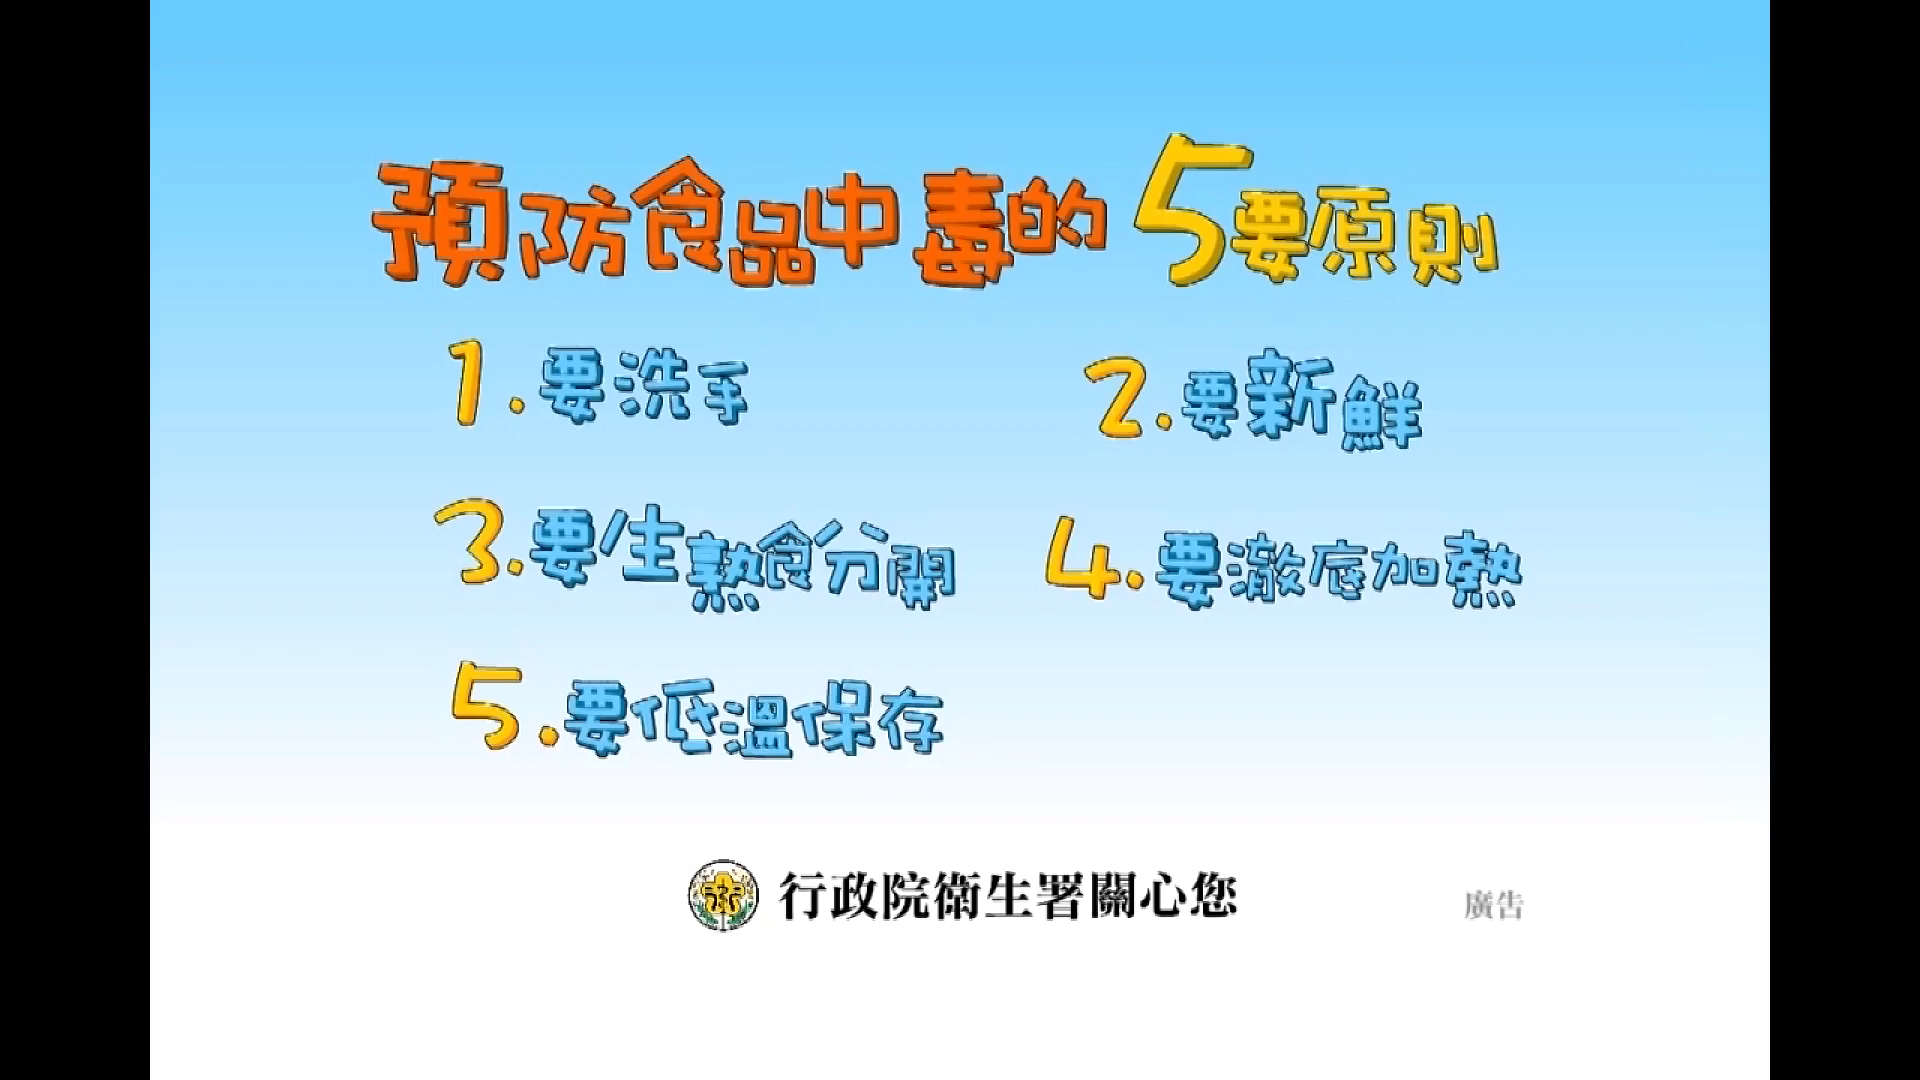 預防食品中毒的5要原則
1.要洗手
2.要新鮮
3.要生熟食分開
4.要澈底加熱
5.要低溫保存
行政院衛生署關心您
廣告